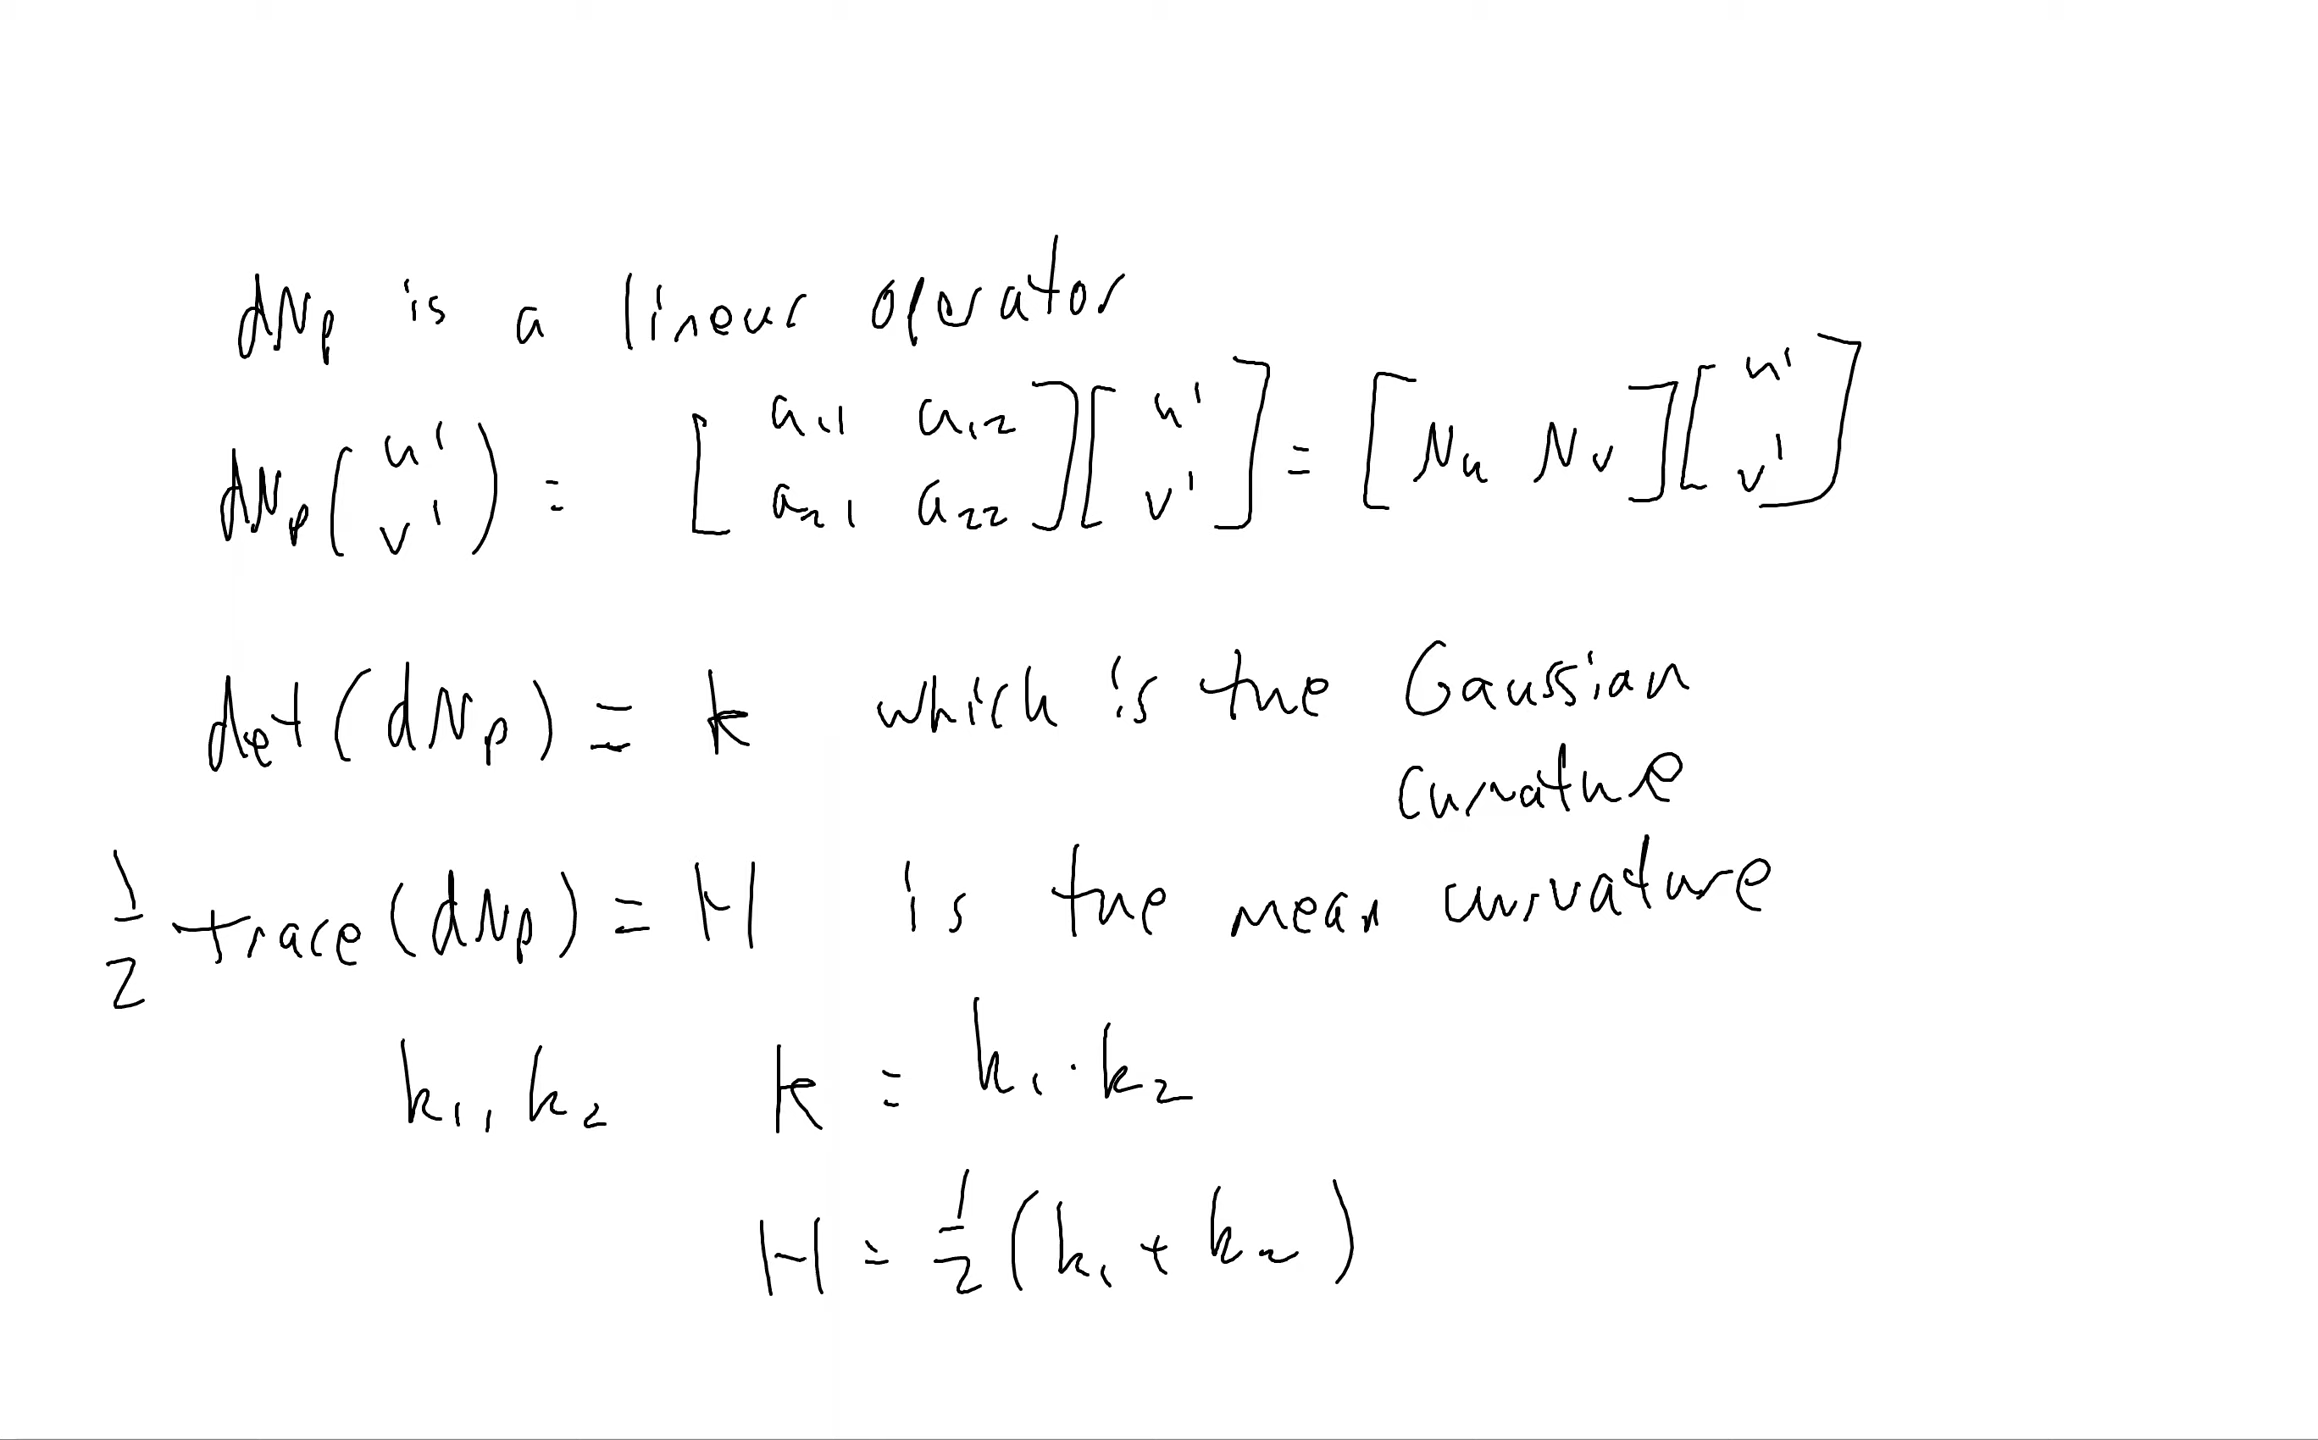 dNₚ is a linear operator
dNₚ(u' v') = [a₁₁ a₁₂ a₂₁ a₂₂][u' v'] = [Nᵤ Nᵥ][u' v']
det(dNₚ) = K which is the Gaussian
curvature
1/2 trace(dNₚ) = H is the mean curvature
k₁, k₂ K = k₁ · k₂
H = 1/2 (k₁ + k₂)